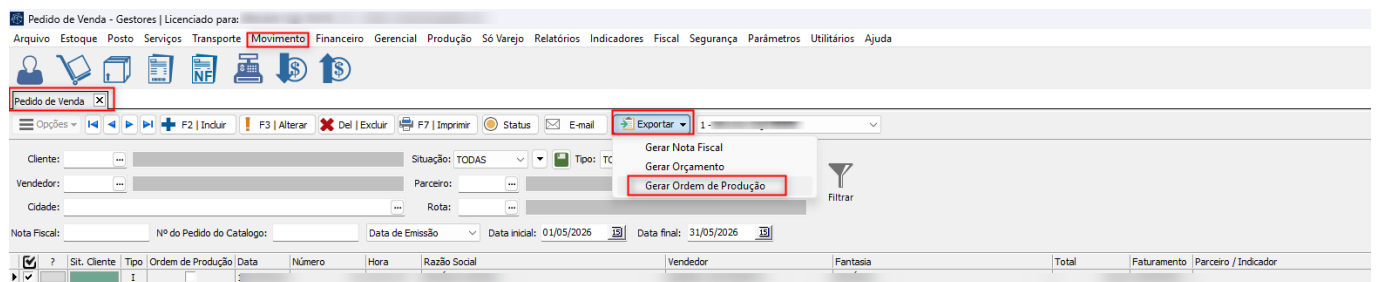 Pedido de Venda - Gestores | Licenciado para:
Arquivo Estoque Posto Serviços Transporte Movimento Financeiro Gerencial Produção Só Varejo Relatórios Indicadores Fiscal Segurança Parâmetros Utilitários Ajuda
NF $ $
Pedido de Venda X
Opções F2 | Incluir F3 | Alterar Del | Excluir F7 | Imprimir Status E-mail Exportar 1 -
Gerar Nota Fiscal
Cliente: ... Situação: TODAS Tipo: TO
Gerar Orçamento
Vendedor: ... Parceiro: ... Gerar Ordem de Produção
Filtrar
Cidade: ... Rota: ...
Nota Fiscal: Nº do Pedido do Catalogo: Data de Emissão Data inicial: 01/05/2026 15 Data final: 31/05/2026 15
? Sit. Cliente Tipo Ordem de Produção Data Número Hora Razão Social Vendedor Fantasia Total Faturamento Parceiro / Indicador
I